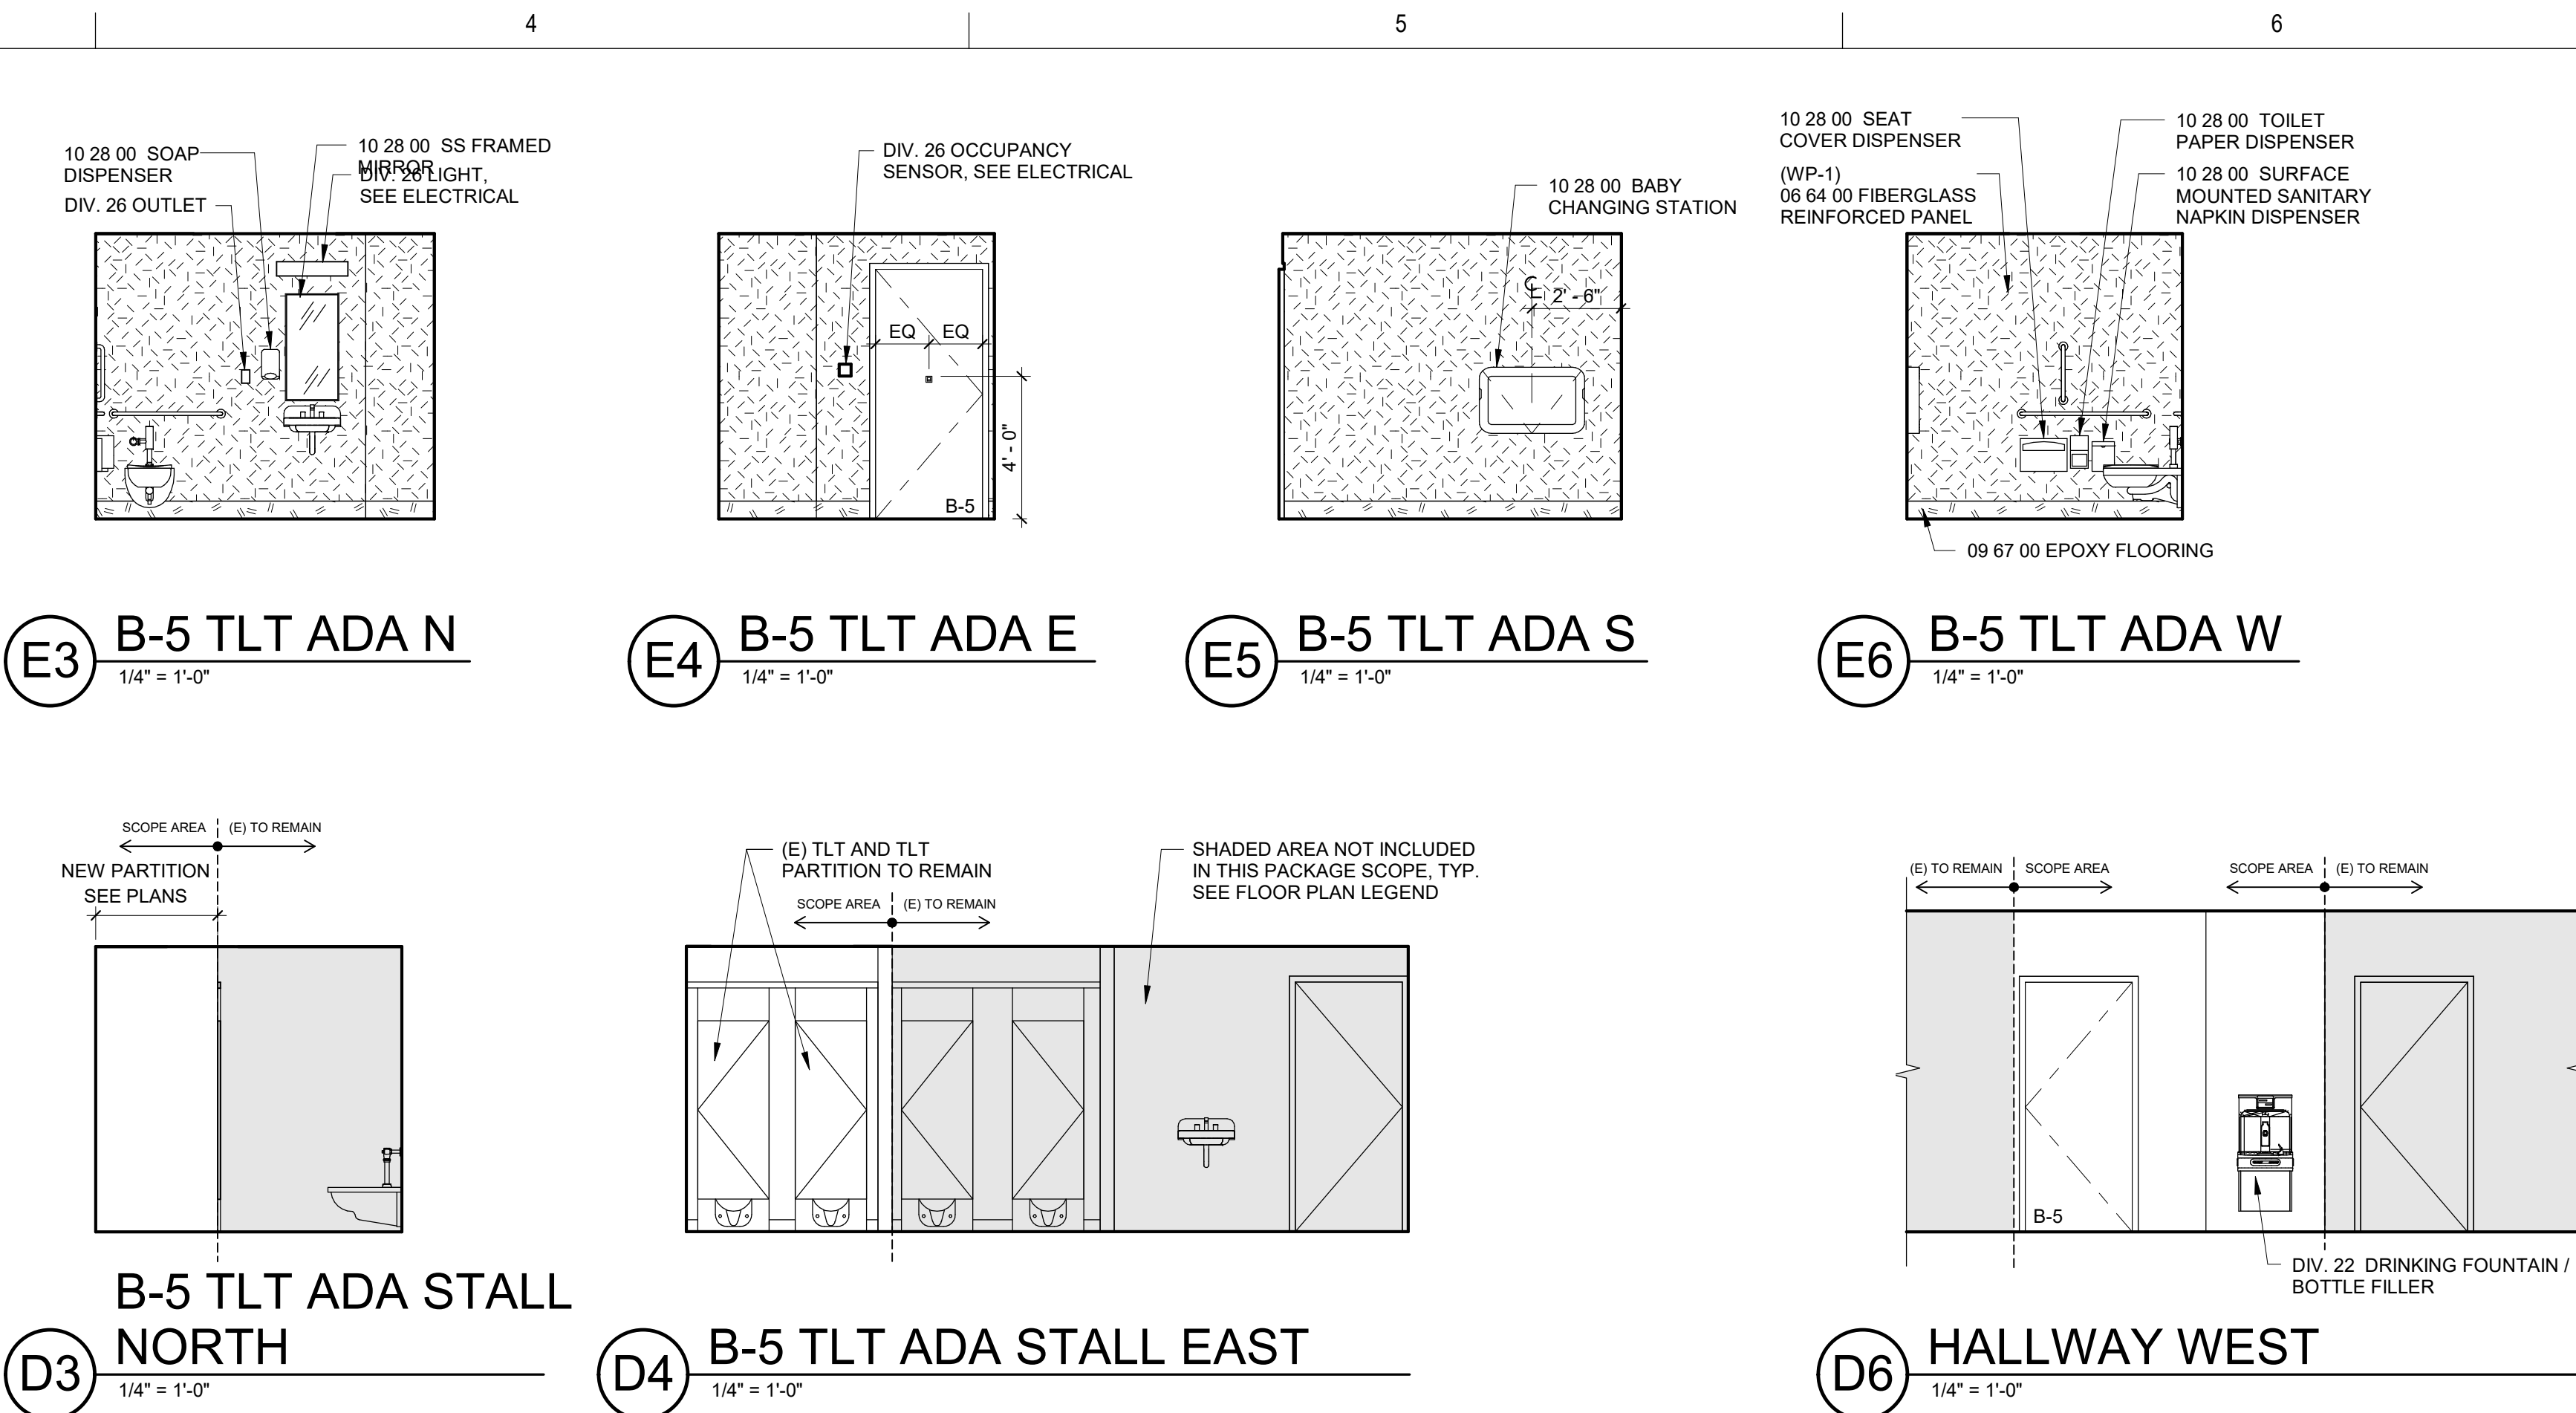 4
5
6
10 28 00  SOAP
DISPENSER
DIV. 26 OUTLET
10 28 00  SS FRAMED
MIRROR
DIV. 26 LIGHT,
SEE ELECTRICAL
DIV. 26 OCCUPANCY
SENSOR, SEE ELECTRICAL
EQ
EQ
4' - 0"
B-5
10 28 00  BABY
CHANGING STATION
2' - 6"
10 28 00  SEAT
COVER DISPENSER
(WP-1)
06 64 00 FIBERGLASS
REINFORCED PANEL
10 28 00  TOILET
PAPER DISPENSER
10 28 00  SURFACE
MOUNTED SANITARY
NAPKIN DISPENSER
09 67 00 EPOXY FLOORING
E3
B-5 TLT ADA N
1/4" = 1'-0"
E4
B-5 TLT ADA E
1/4" = 1'-0"
E5
B-5 TLT ADA S
1/4" = 1'-0"
E6
B-5 TLT ADA W
1/4" = 1'-0"
SCOPE AREA
(E) TO REMAIN
NEW PARTITION
SEE PLANS
(E) TLT AND TLT
PARTITION TO REMAIN
SCOPE AREA
(E) TO REMAIN
SHADED AREA NOT INCLUDED
IN THIS PACKAGE SCOPE, TYP.
SEE FLOOR PLAN LEGEND
(E) TO REMAIN
SCOPE AREA
SCOPE AREA
(E) TO REMAIN
B-5
DIV. 22  DRINKING FOUNTAIN /
BOTTLE FILLER
D3
B-5 TLT ADA STALL
NORTH
1/4" = 1'-0"
D4
B-5 TLT ADA STALL EAST
1/4" = 1'-0"
D6
HALLWAY WEST
1/4" = 1'-0"